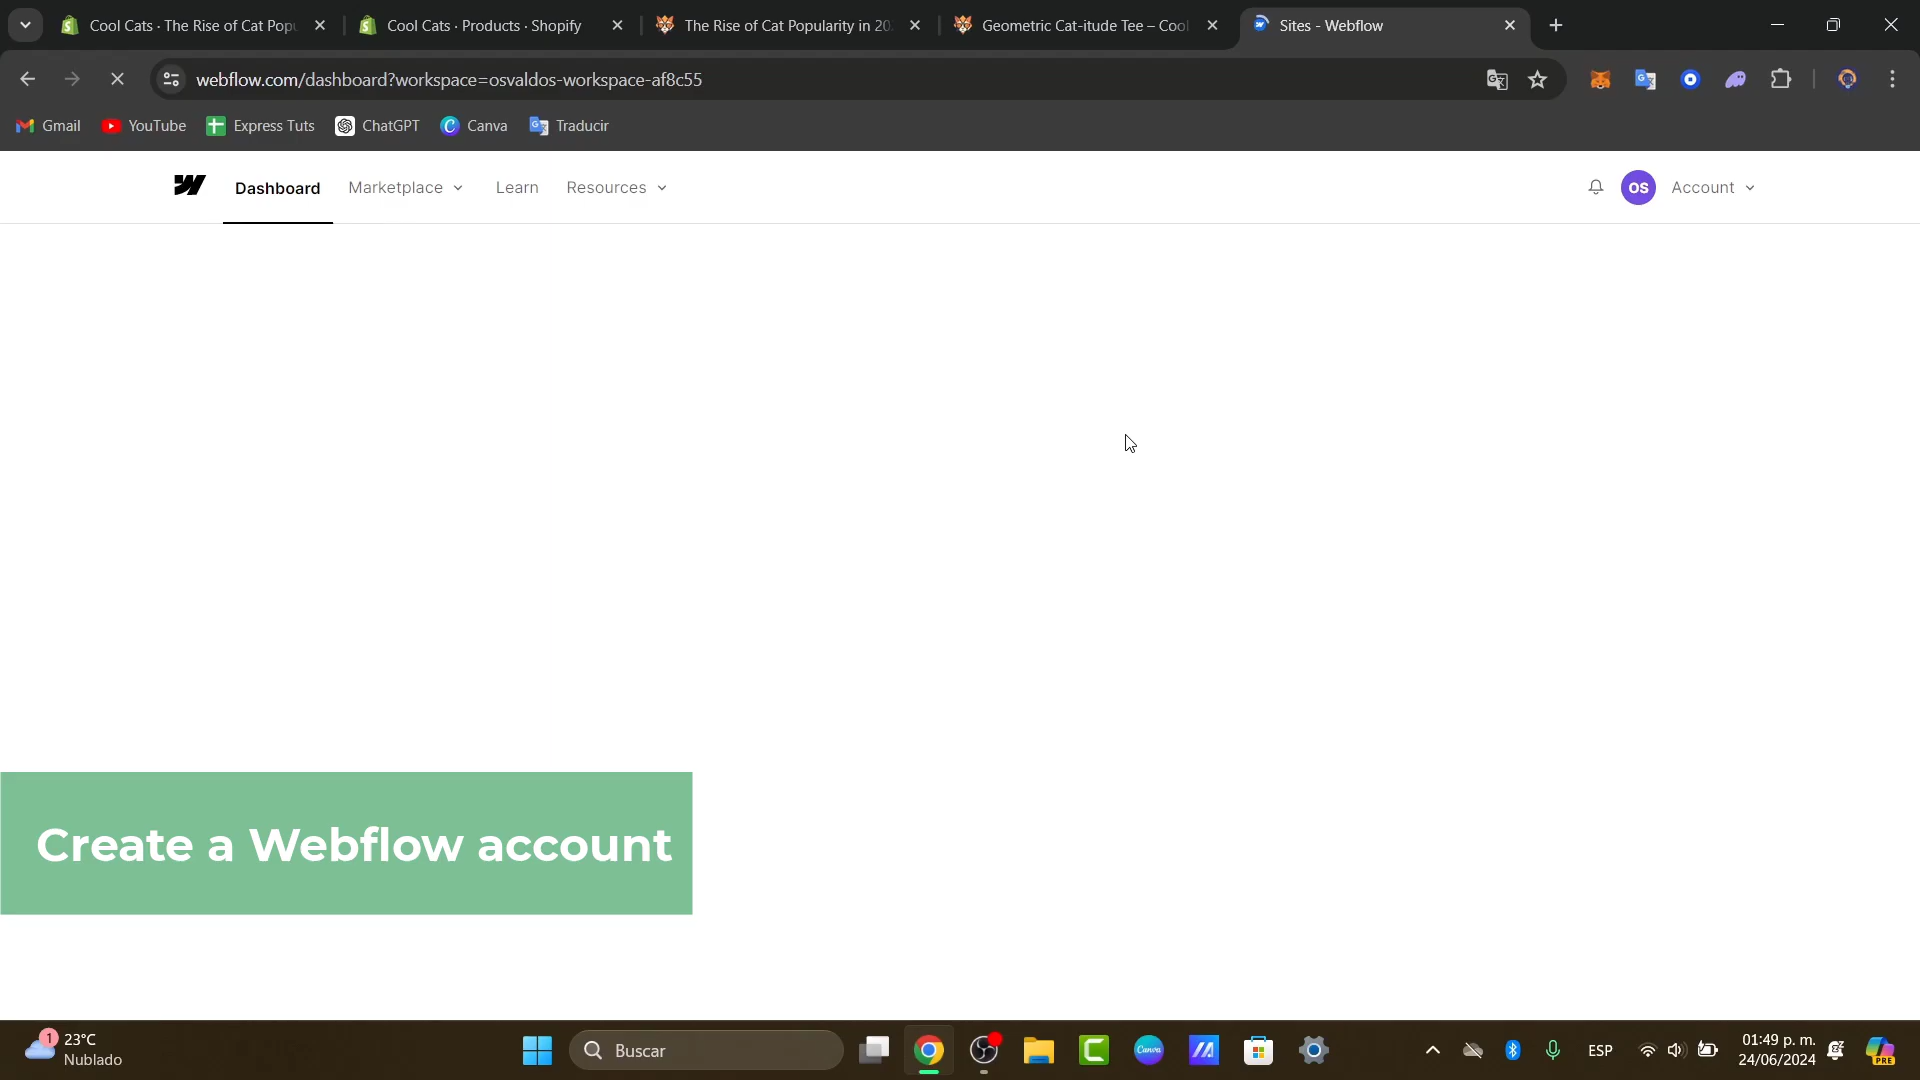 Cool Cats · The Rise of Cat Popu
Cool Cats · Products · Shopify
The Rise of Cat Popularity in 20
Geometric Cat-itude Tee – Cool
Sites - Webflow
webflow.com/dashboard?workspace=osvaldos-workspace-af8c55
Gmail
YouTube
Express Tuts
ChatGPT
Canva
Traducir
Dashboard
Marketplace
Learn
Resources
OS
Account
Create a Webflow account
1
23°C
Nublado
Buscar
Canva
ESP
01:49 p. m.
24/06/2024
PRE